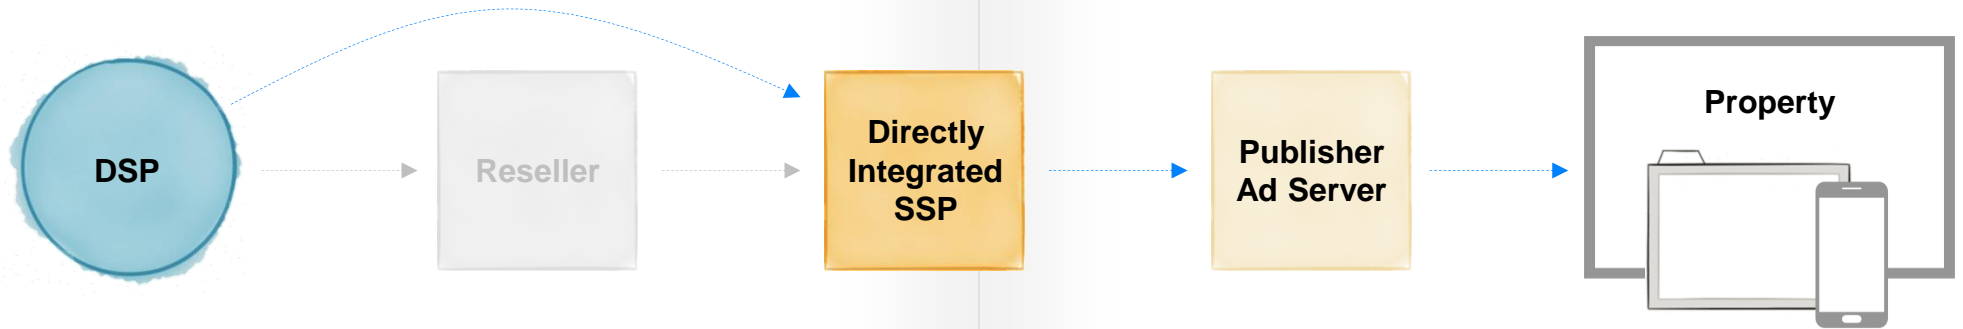 DSP
Reseller
Directly
Integrated
SSP
Publisher
Ad Server
Property